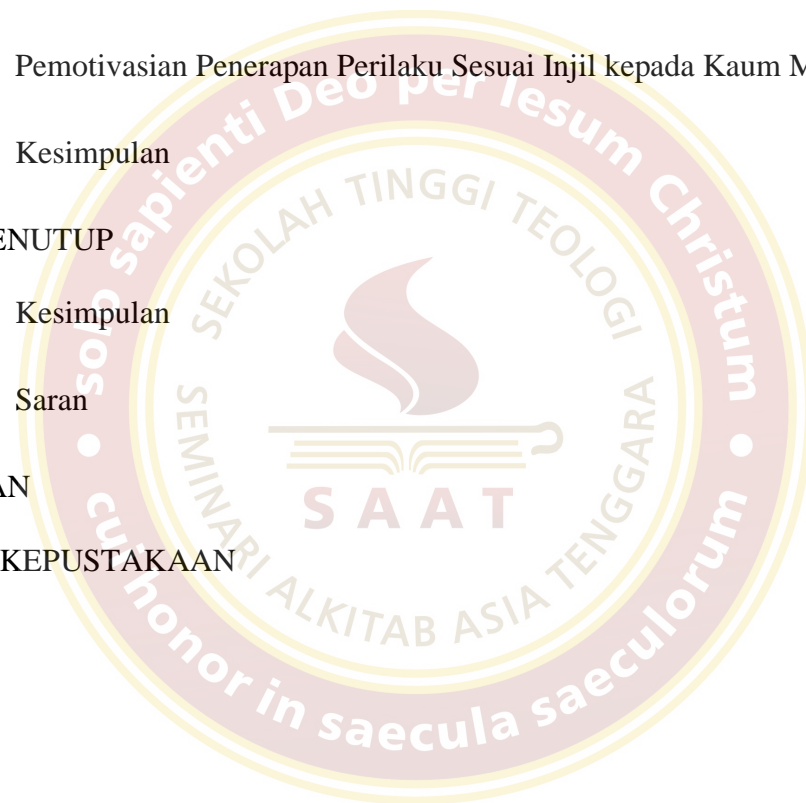 Pemotivasian Penerapan Perilaku Sesuai Injil kepada Kaum M
Kesimpulan
ENUTUP
Kesimpulan
Saran
AN
KEPUSTAKAAN
solo sapienti Deo per Iesum Christum
cui honor in saecula saeculorum
SEKOLAH TINGGI TEOLOGI
SEMINARI ALKITAB ASIA TENGGARA
SAAT